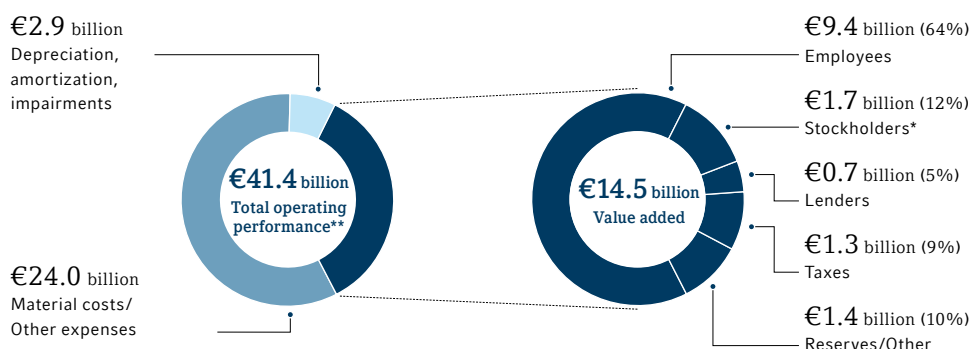 €2.9 billion
Depreciation,
amortization,
impairments
€41.4 billion
Total operating
performance**
€24.0 billion
Material costs/
Other expenses
€14.5 billion
Value added
€9.4 billion (64%)
Employees
€1.7 billion (12%)
Stockholders*
€0.7 billion (5%)
Lenders
€1.3 billion (9%)
Taxes
€1.4 billion (10%)
Reserves/Other